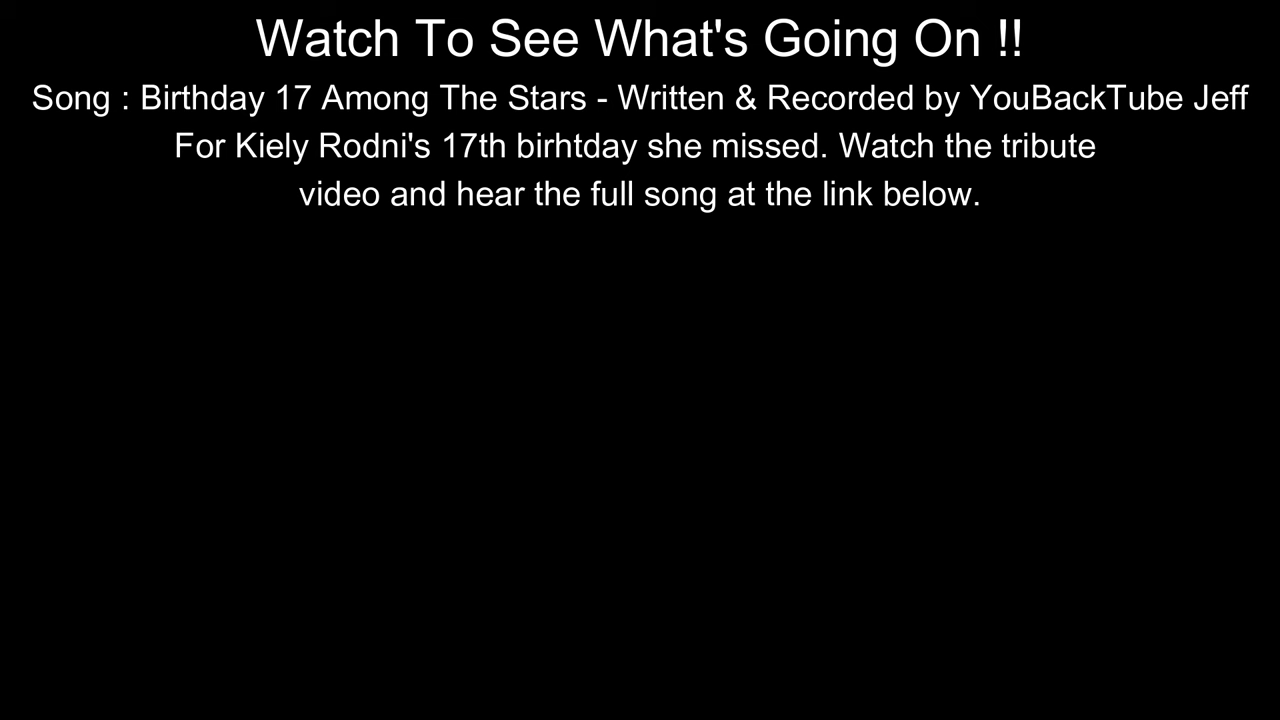 Watch To See What's Going On !!
Song : Birthday 17 Among The Stars - Written & Recorded by YouBackTube Jeff
For Kiely Rodni's 17th birhtday she missed. Watch the tribute
video and hear the full song at the link below.